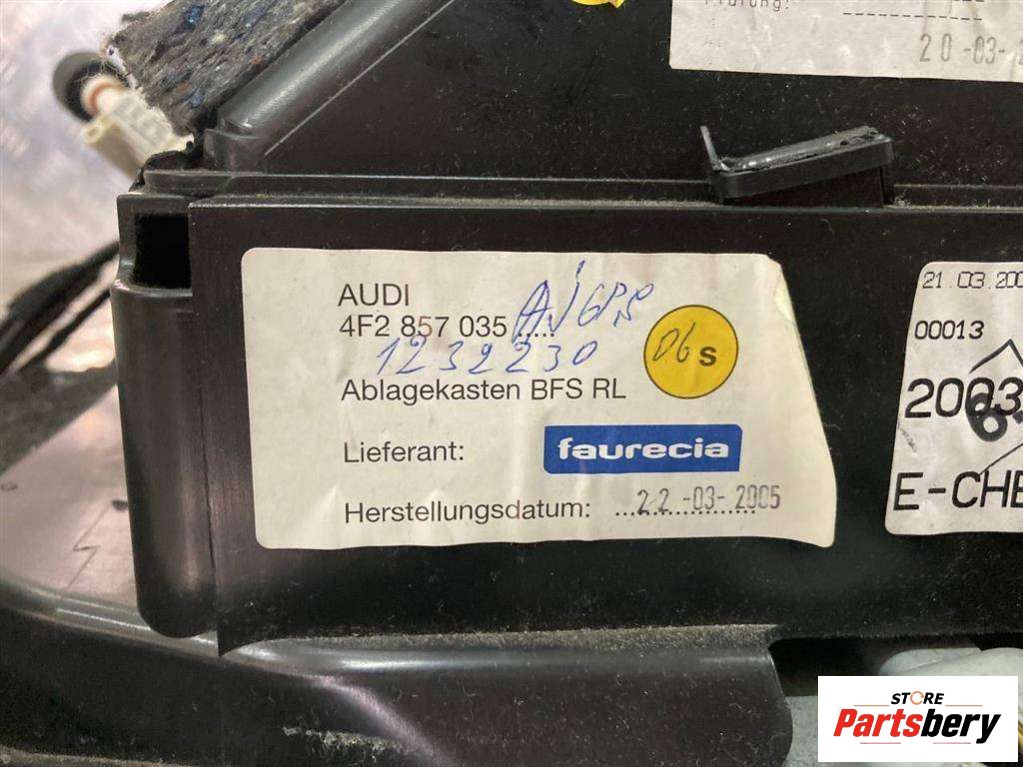 Prüfung:
20-03-
AUDI
4F2 857 035 .....
1232230
Ablagekasten BFS RL
06 s
Lieferant: faurecia
Herstellungsdatum: 22-03-2005
21.03.200
00013
2003
E-CHE
STORE
Partsbery